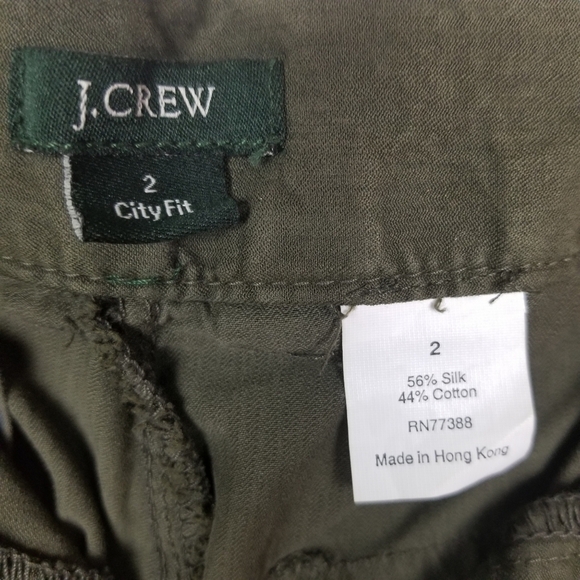 J.CREW
2
City Fit
2
56% Silk
44% Cotton
RN77388
Made in Hong Kong